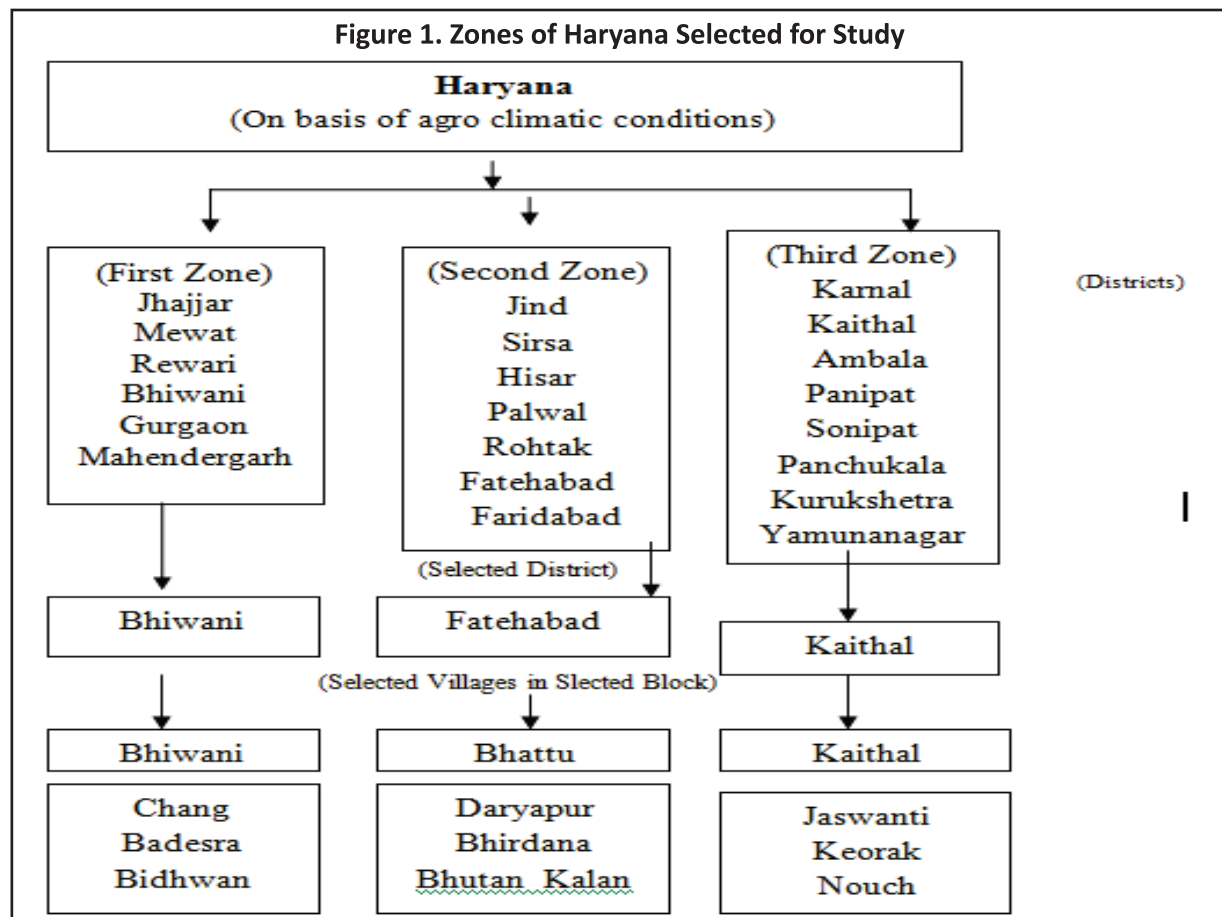 Figure 1. Zones of Haryana Selected for Study
Haryana
(On basis of agro climatic conditions)
(First Zone)
Jhajjar
Mewat
Rewari
Bhiwani
Gurgaon
Mahendergarh
(Second Zone)
Jind
Sirsa
Hisar
Palwal
Rohtak
Fatehabad
Faridabad
(Third Zone)
Karnal
Kaithal
Ambala
Panipat
Sonipat
Panchukala
Kurukshetra
Yamunanagar
(Districts)
(Selected District)
Bhiwani
Fatehabad
Kaithal
(Selected Villages in Slected Block)
Bhiwani
Bhattu
Kaithal
Chang
Badesra
Bidhwan
Daryapur
Bhirdana
Bhutan Kalan
Jaswanti
Keorak
Nouch